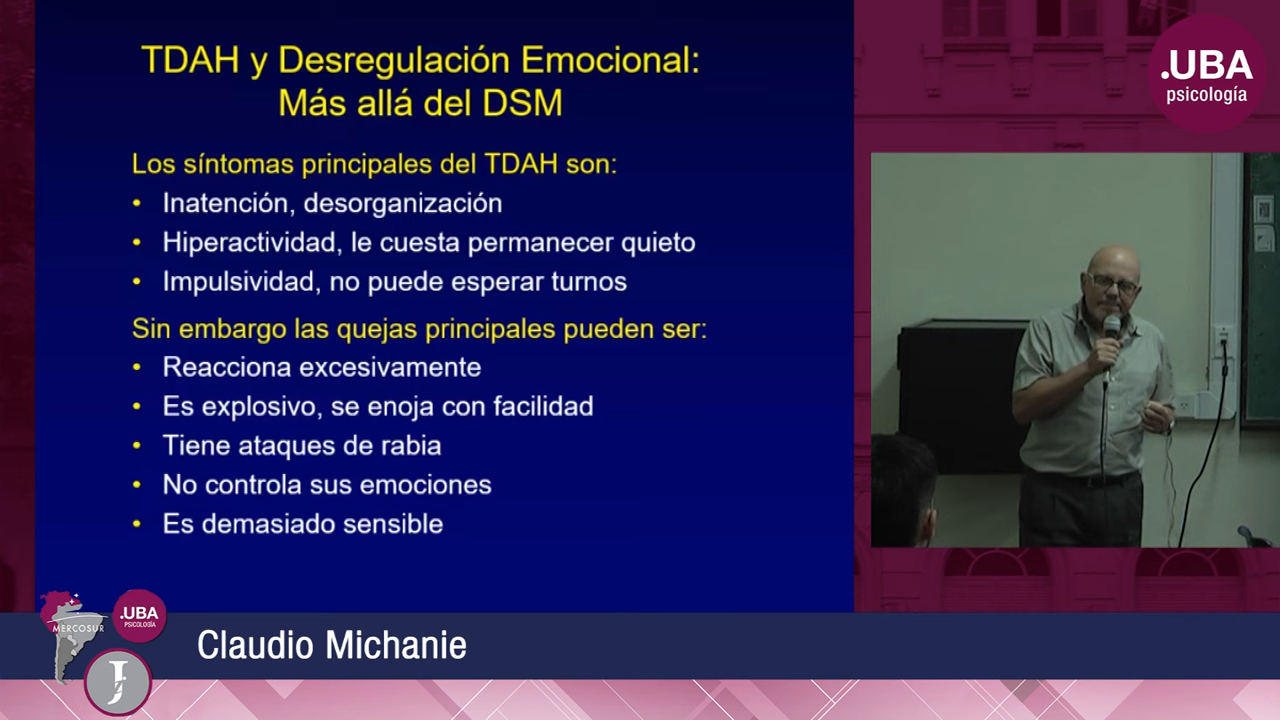 TDAH y Desregulación Emocional:
Más allá del DSM
Los síntomas principales del TDAH son:
• Inatención, desorganización
• Hiperactividad, le cuesta permanecer quieto
• Impulsividad, no puede esperar turnos
Sin embargo las quejas principales pueden ser:
• Reacciona excesivamente
• Es explosivo, se enoja con facilidad
• Tiene ataques de rabia
• No controla sus emociones
• Es demasiado sensible
.UBA
psicología
MERCOSUR
.UBA
PSICOLOGÍA
J
Claudio Michanie